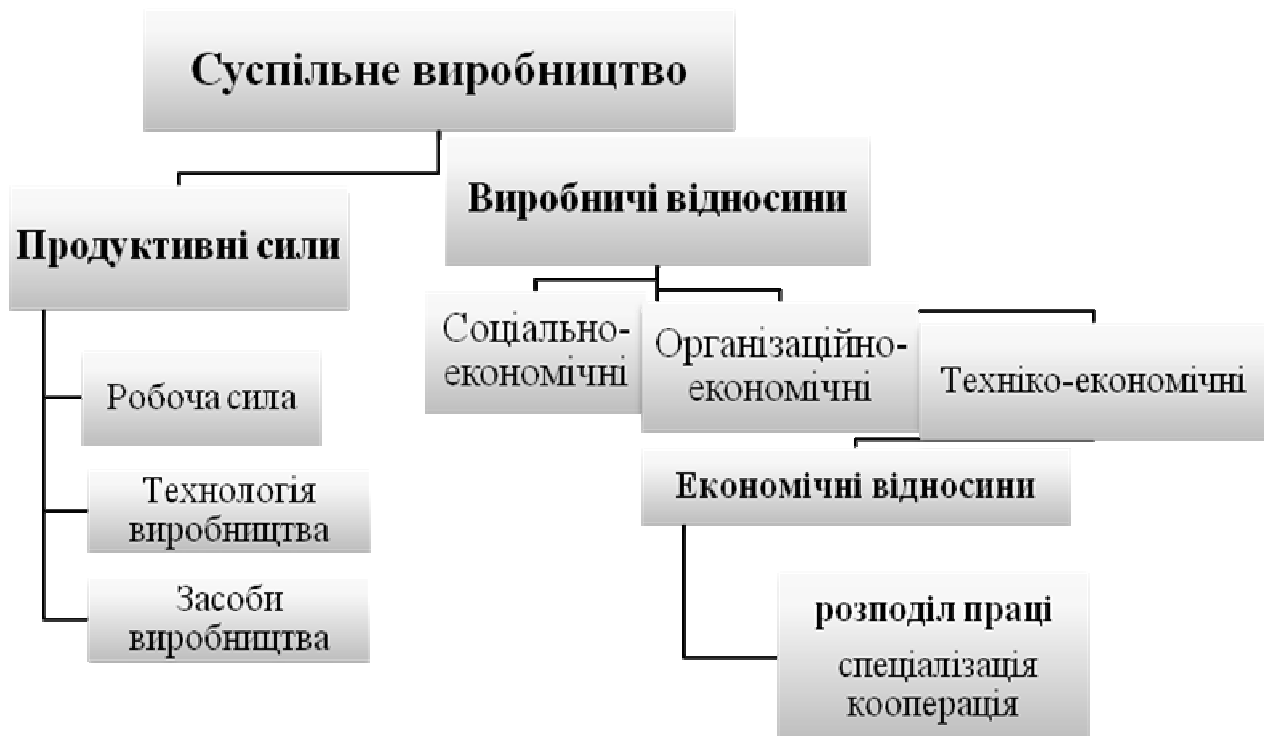 Суспільне виробництво
Виробничі відносини
Продуктивні сили
Соціально-
економічні
Організаційно-
економічні
Техніко-економічні
Робоча сила
Технологія
виробництва
Засоби
виробництва
Економічні відносини
розподіл праці
спеціалізація
кооперація